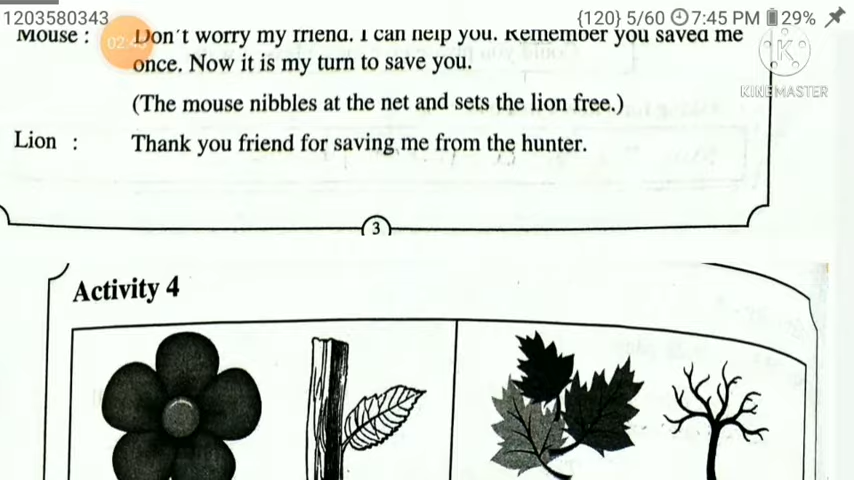 1203580343
{120} 5/60 7:45 PM 29%
Mouse : Don't worry my friend. I can help you. Remember you saved me
once. Now it is my turn to save you.
(The mouse nibbles at the net and sets the lion free.)
Lion : Thank you friend for saving me from the hunter.
3
Activity 4
K
KINEMASTER